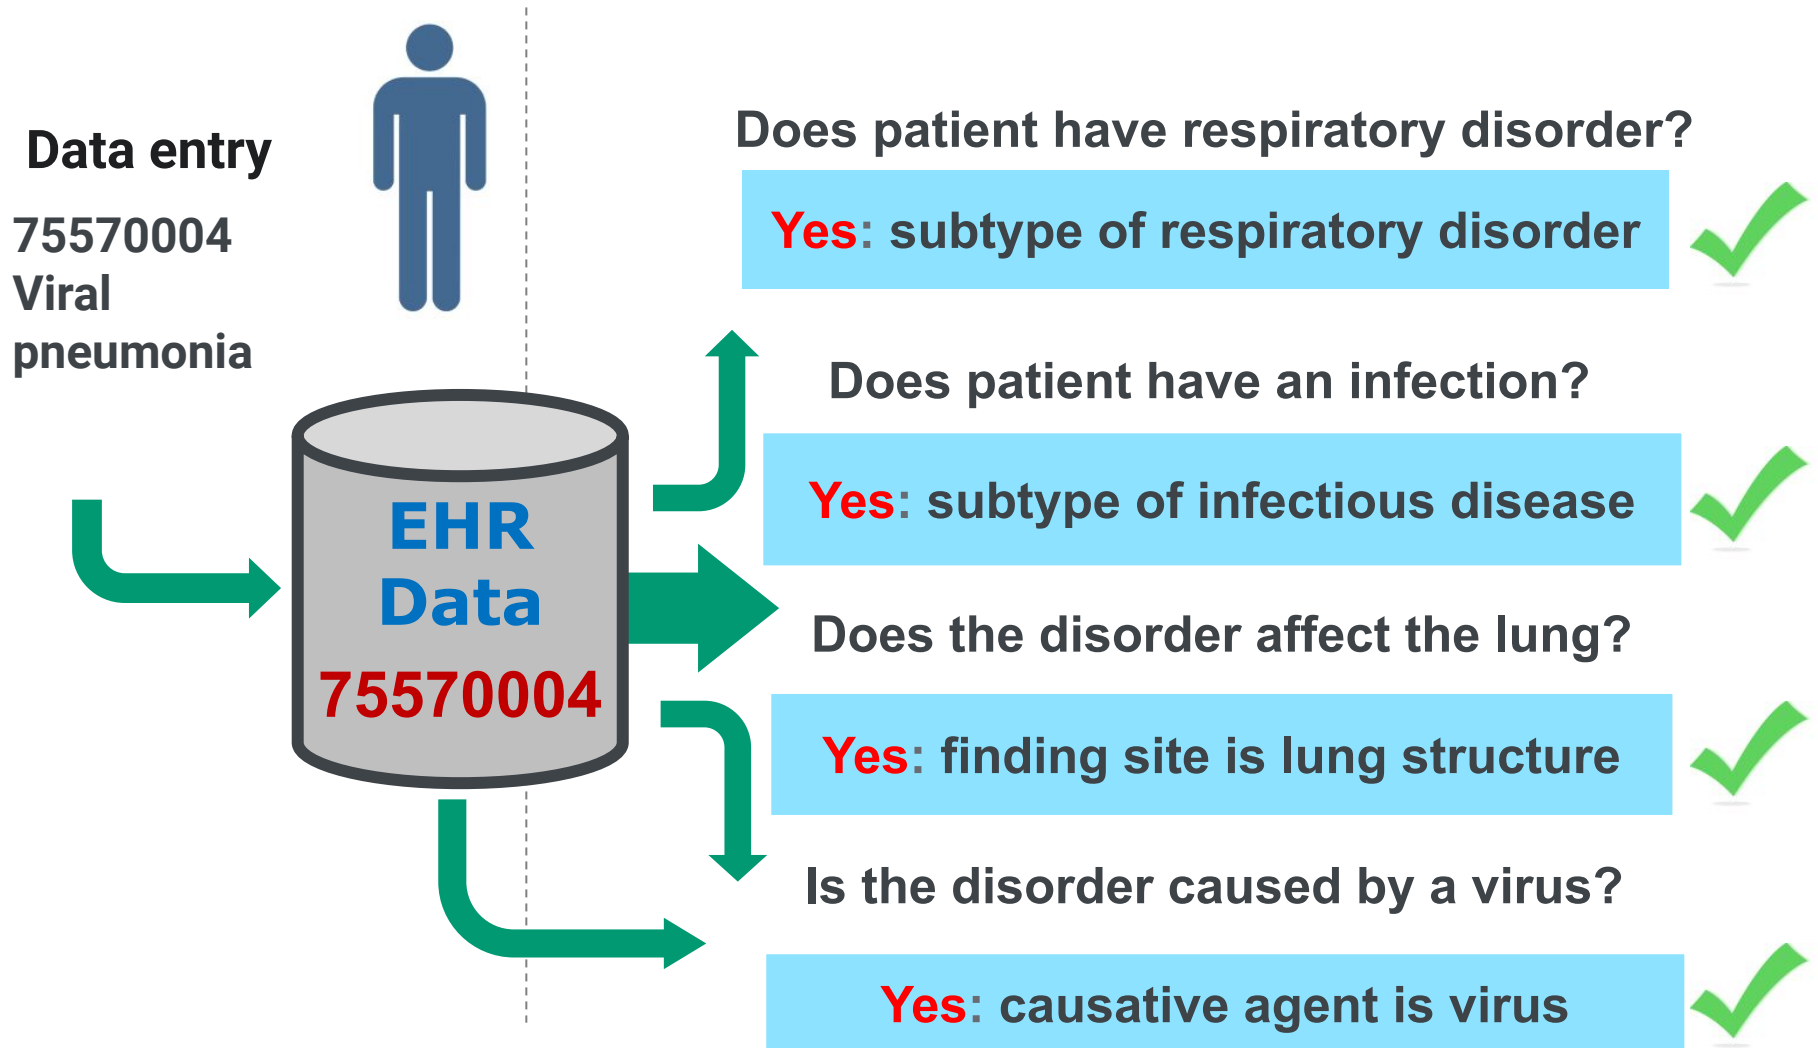 Data entry
75570004
Viral
pneumonia
EHR
Data
75570004
Does patient have respiratory disorder?
Yes: subtype of respiratory disorder
Does patient have an infection?
Yes: subtype of infectious disease
Does the disorder affect the lung?
Yes: finding site is lung structure
Is the disorder caused by a virus?
Yes: causative agent is virus